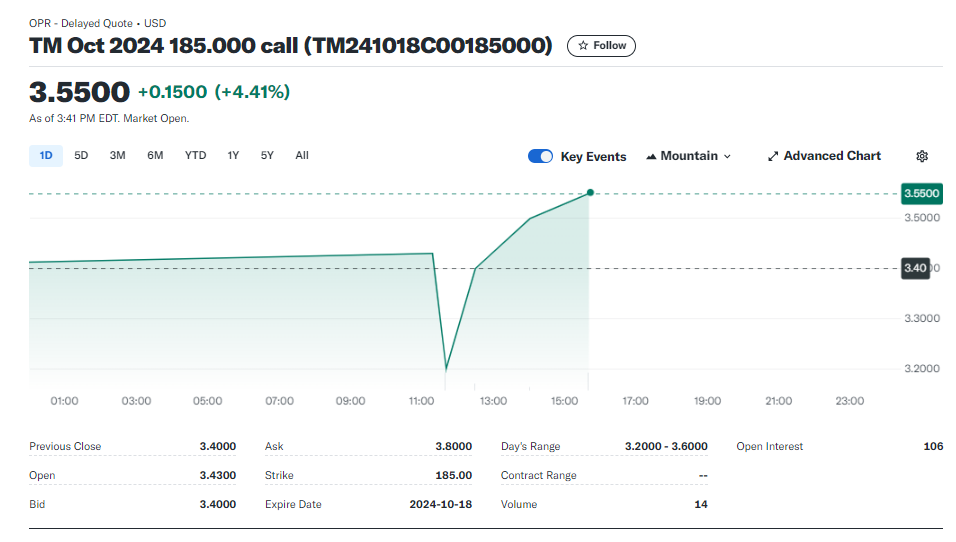 OPR - Delayed Quote • USD
TM Oct 2024 185.000 call (TM241018C00185000)
Follow
3.5500 +0.1500 (+4.41%)
As of 3:41 PM EDT. Market Open.
1D 5D 3M 6M YTD 1Y 5Y All
Key Events Mountain Advanced Chart
3.5500
3.5000
3.40
3.3000
3.2000
01:00 03:00 05:00 07:00 09:00 11:00 13:00 15:00 17:00 19:00 21:00 23:00
Previous Close 3.4000 Ask 3.8000 Day's Range 3.2000 - 3.6000 Open Interest 106
Open 3.4300 Strike 185.00 Contract Range --
Bid 3.4000 Expire Date 2024-10-18 Volume 14